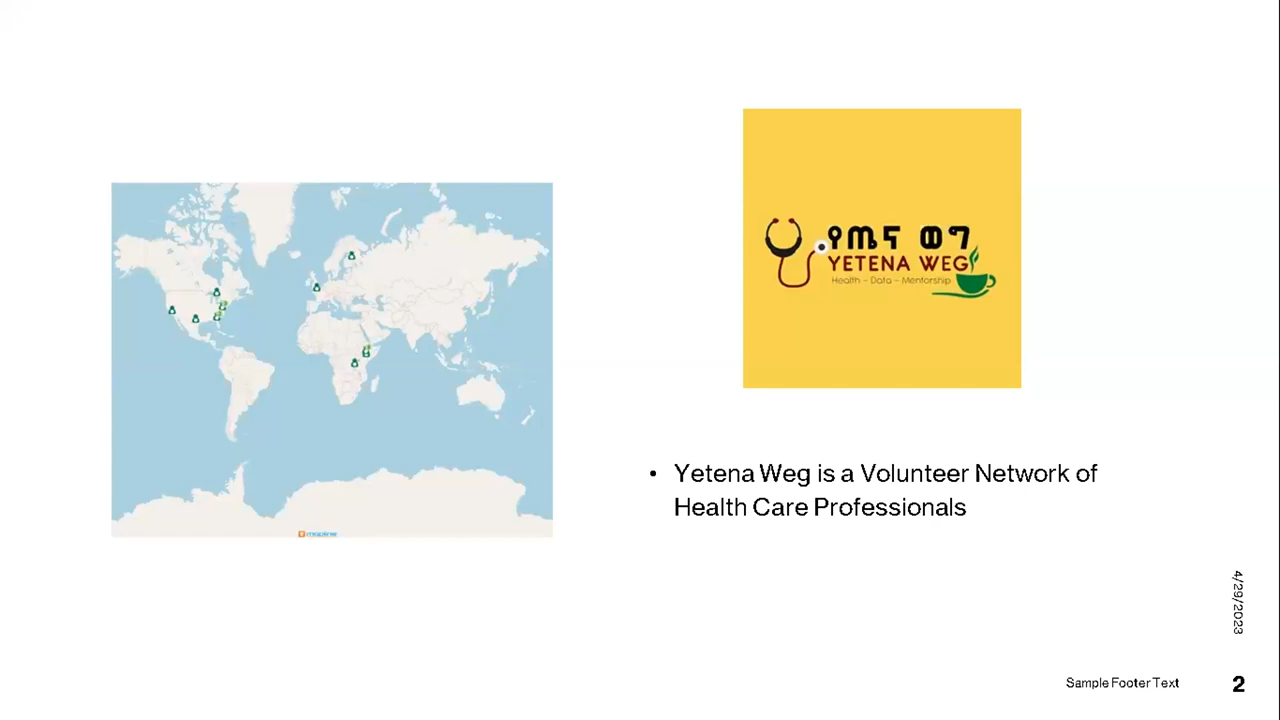 የጤና ወግ
YETENA WEG
Health - Data - Mentorship
• Yetena Weg is a Volunteer Network of
Health Care Professionals
4/29/2023
Sample Footer Text
2